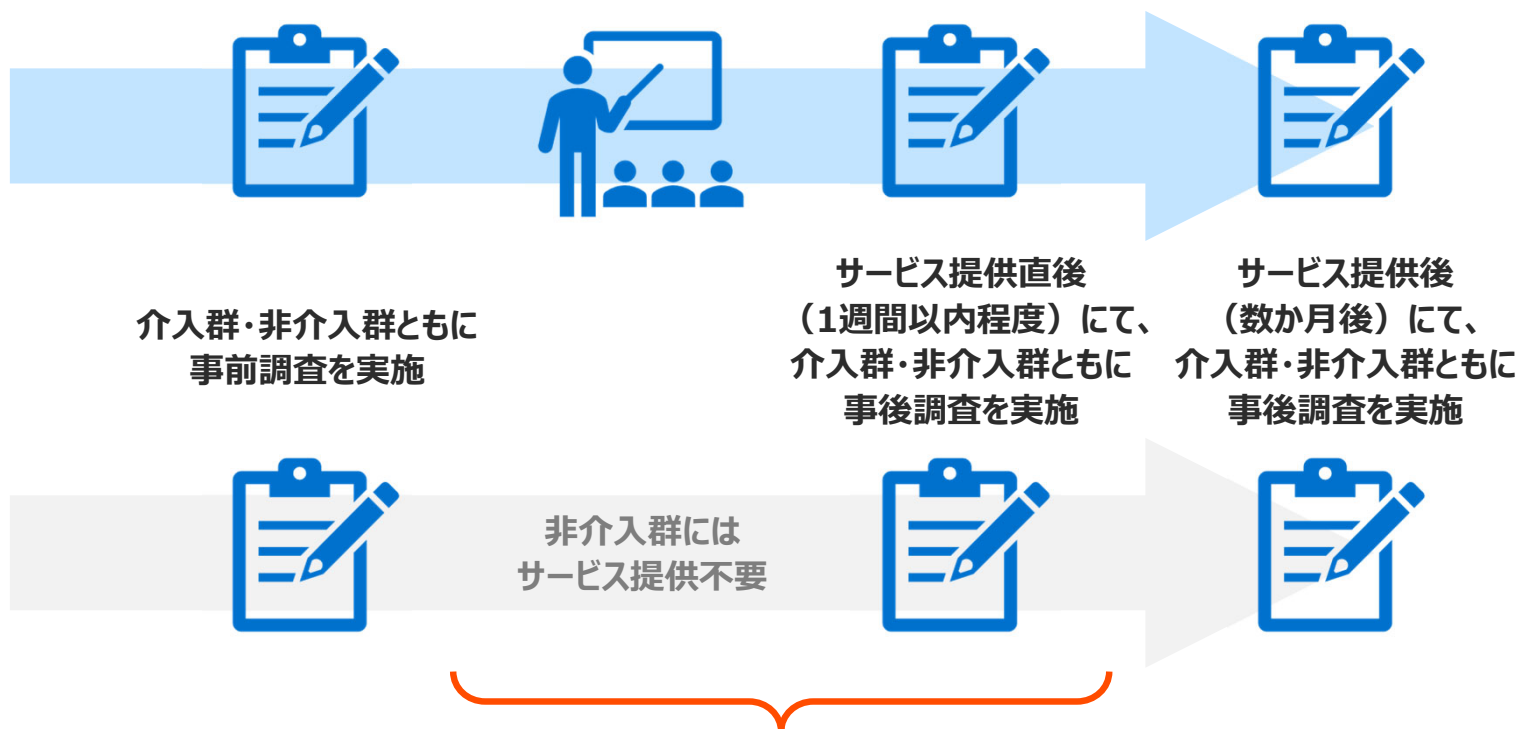 介入群・非介入群ともに
事前調査を実施
サービス提供直後
（1週間以内程度）にて、
介入群・非介入群ともに
事後調査を実施
サービス提供後
（数か月後）にて、
介入群・非介入群ともに
事後調査を実施
非介入群には
サービス提供不要